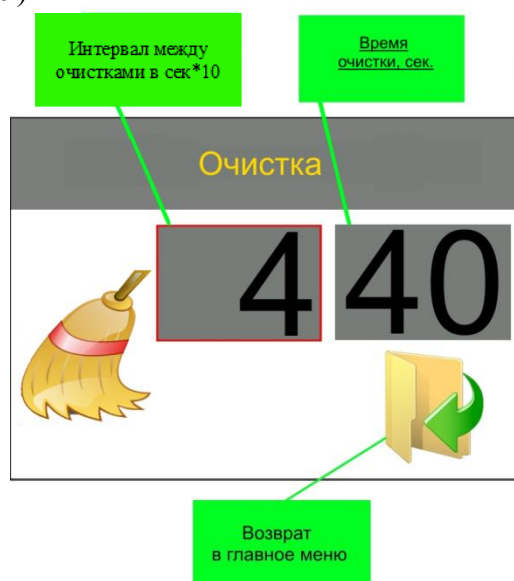 Интервал между
очистками в сек*10
Время
очистки, сек.
Очистка
4
40
Возврат
в главное меню